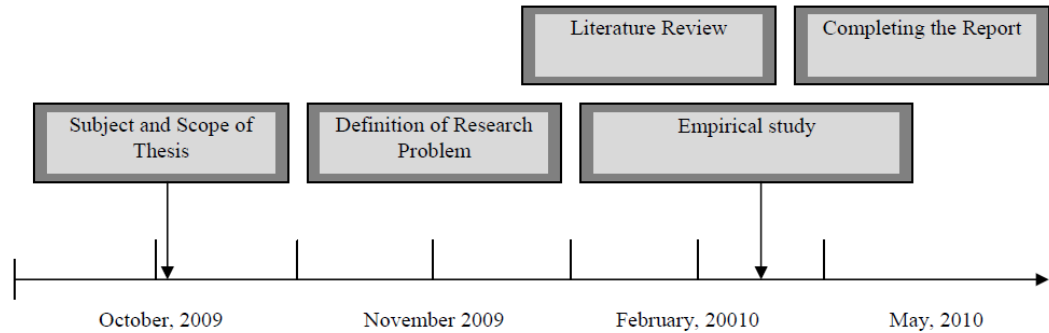 Literature Review
Completing the Report
Subject and Scope of
Thesis
Definition of Research
Problem
Empirical study
October, 2009
November 2009
February, 20010
May, 2010